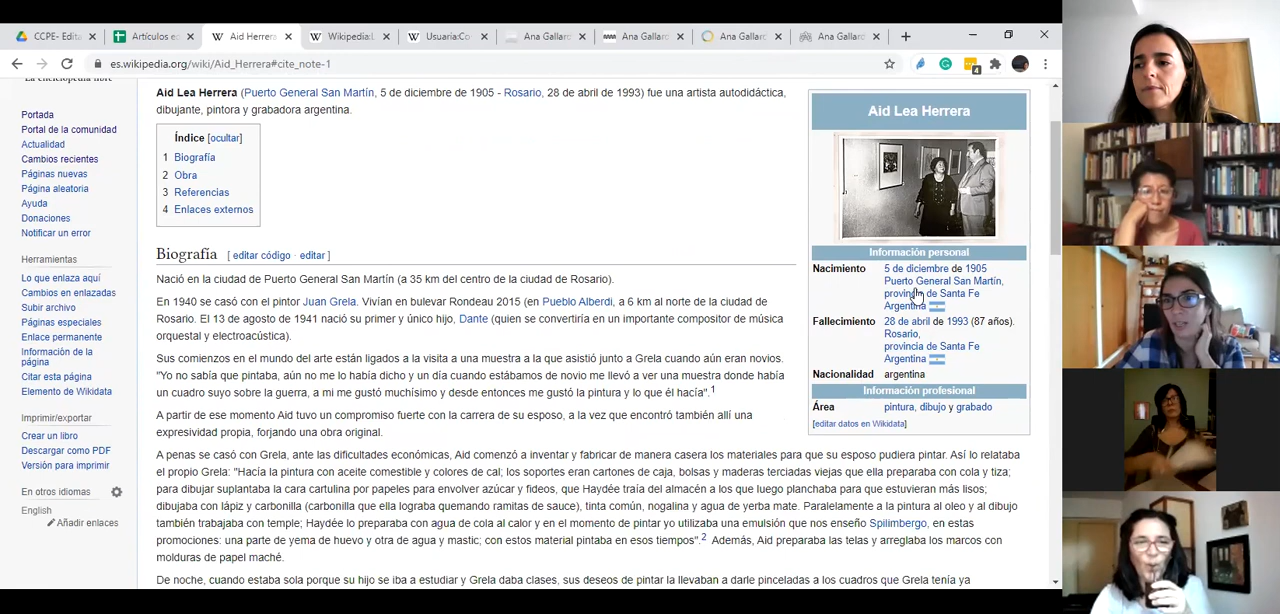 CCPE- Edita
Artículos e
Aid Herrera
Wikipedia:L
Usuaria:Co
Ana Gallard
Ana Gallard
Ana Gallard
Ana Gallard
es.wikipedia.org/wiki/Aid_Herrera#cite_note-1
4
La enciclopedia libre
Portada
Portal de la comunidad
Actualidad
Cambios recientes
Páginas nuevas
Página aleatoria
Ayuda
Donaciones
Notificar un error
Herramientas
Lo que enlaza aquí
Cambios en enlazadas
Subir archivo
Páginas especiales
Enlace permanente
Información de la
página
Citar esta página
Elemento de Wikidata
Imprimir/exportar
Crear un libro
Descargar como PDF
Versión para imprimir
En otros idiomas
English
Añadir enlaces
Aid Lea Herrera (Puerto General San Martín, 5 de diciembre de 1905 - Rosario, 28 de abril de 1993) fue una artista autodidáctica,
dibujante, pintora y grabadora argentina.
Índice [ocultar]
1 Biografía
2 Obra
3 Referencias
4 Enlaces externos
Biografía [ editar código · editar ]
Nació en la ciudad de Puerto General San Martín (a 35 km del centro de la ciudad de Rosario).
En 1940 se casó con el pintor Juan Grela. Vivían en bulevar Rondeau 2015 (en Pueblo Alberdi, a 6 km al norte de la ciudad de
Rosario. El 3 de agosto de 1941 nació su primer y único hijo, Dante (quien se convertiría en un importante compositor de música
orquestal y electroacústica).
Sus comienzos en el mundo del arte están ligados a la visita a una muestra a la que asistió junto a Grela cuando aún eran novios.
"Yo no sabía que pintaba, aún no me lo había dicho y un día cuando estábamos de novio me llevó a ver una muestra donde había
un cuadro suyo sobre la guerra, a mi me gustó muchísimo y desde entonces me gustó la pintura y lo que él hacía".1
A partir de ese momento Aid tuvo un compromiso fuerte con la carrera de su esposo, a la vez que encontró también allí una
expresividad propia, forjando una obra original.
A penas se casó con Grela, ante las dificultades económicas, Aid comenzó a inventar y fabricar de manera casera los materiales para que su esposo pudiera pintar. Así lo relataba
el propio Grela: "Hacía la pintura con aceite comestible y colores de cal; los soportes eran cartones de caja, bolsas y maderas terciadas viejas que ella preparaba con cola y tiza;
para dibujar suplantaba la cara cartulina por papeles para envolver azúcar y fideos, que Haydée traía del almacén a los que luego planchaba para que estuvieran más lisos;
dibujaba con lápiz y carbonilla (carbonilla que ella lograba quemando ramitas de sauce), tinta común, nogalina y agua de yerba mate. Paralelamente a la pintura al oleo y al dibujo
también trabajaba con temple; Haydée lo preparaba con agua de cola al calor y en el momento de pintar yo utilizaba una emulsión que nos enseño Spilimbergo, en estas
promociones: una parte de yema de huevo y otra de agua y mastic; con estos material pintaba en esos tiempos".2 Además, Aid preparaba las telas y arreglaba los marcos con
molduras de papel maché.
De noche, cuando estaba sola porque su hijo se iba a estudiar y Grela daba clases, sus deseos de pintar la llevaban a darle pinceladas a los cuadros que Grela tenía ya
Aid Lea Herrera
Información personal
Nacimiento 5 de diciembre de 1905
Puerto General San Martín,
provincia de Santa Fe
Argentina
Fallecimiento 28 de abril de 1993 (87 años).
Rosario,
provincia de Santa Fe
Argentina
Nacionalidad argentina
Información profesional
Área pintura, dibujo y grabado
[editar datos en Wikidata]